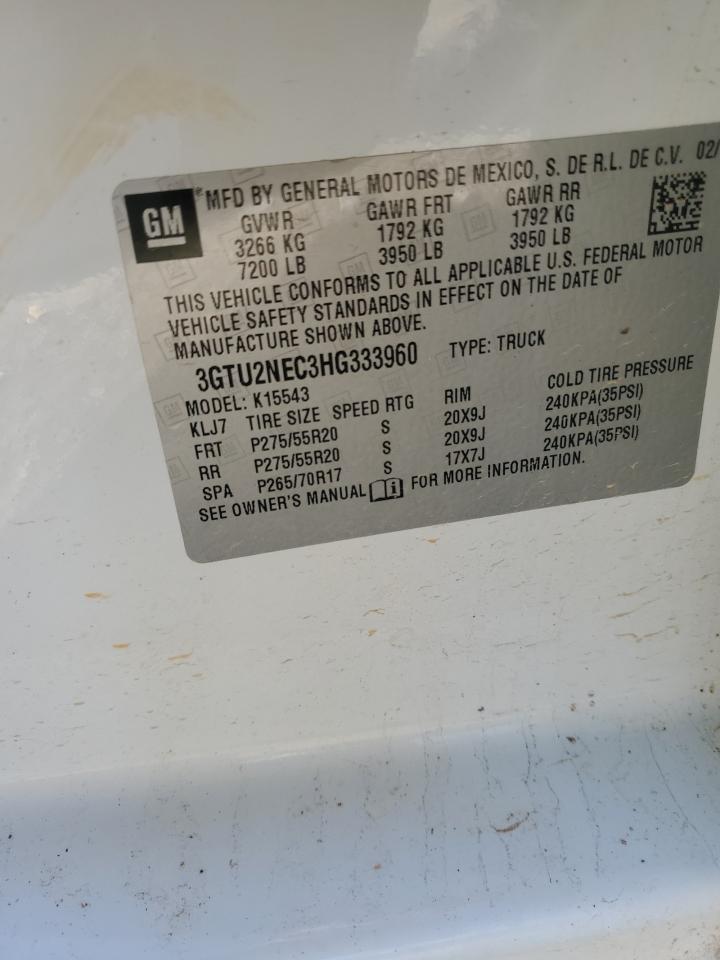 GM
® MFD BY GENERAL MOTORS DE MEXICO, S. DE R.L. DE C.V. 02/
GVWR GAWR FRT GAWR RR
3266 KG 1792 KG 1792 KG
7200 LB 3950 LB 3950 LB
THIS VEHICLE CONFORMS TO ALL APPLICABLE U.S. FEDERAL MOTOR
VEHICLE SAFETY STANDARDS IN EFFECT ON THE DATE OF
MANUFACTURE SHOWN ABOVE.
3GTU2NEC3HG333960 TYPE: TRUCK
MODEL: K15543
KLJ7 TIRE SIZE SPEED RTG RIM COLD TIRE PRESSURE
FRT P275/55R20 S 20X9J 240KPA(35PSI)
RR P275/55R20 S 20X9J 240KPA(35PSI)
SPA P265/70R17 S 17X7J 240KPA(35PSI)
SEE OWNER'S MANUAL FOR MORE INFORMATION.